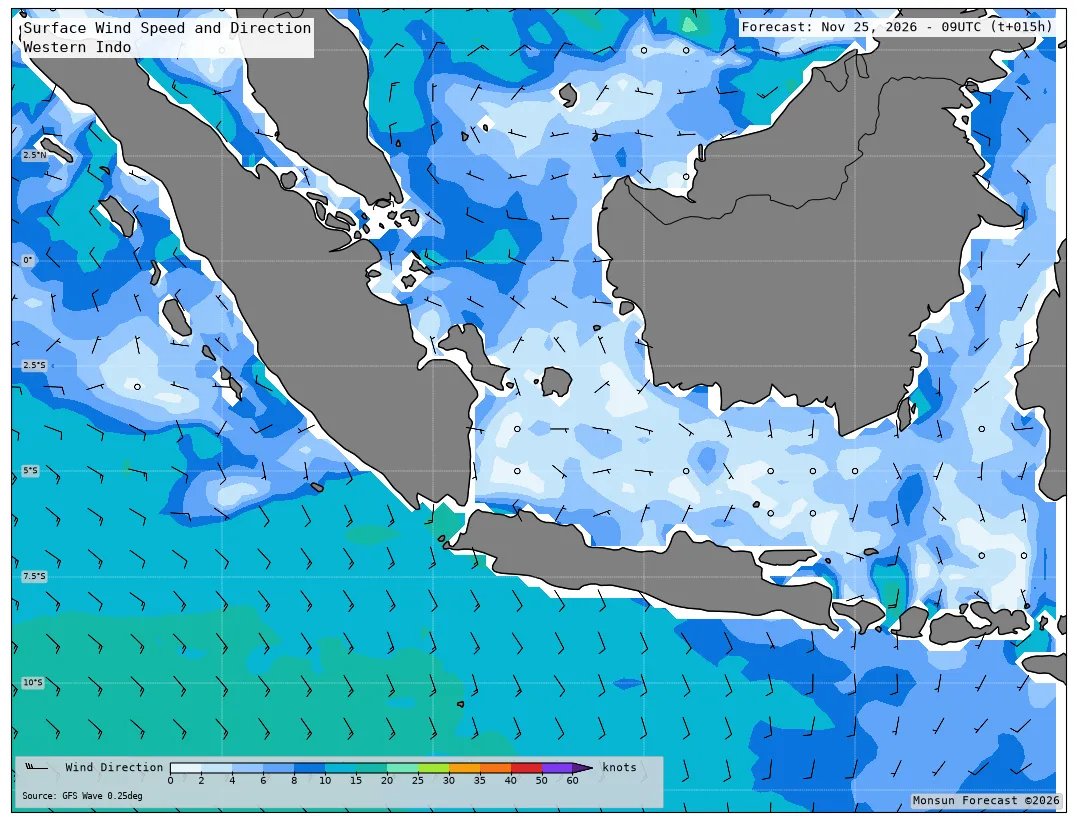 Surface Wind Speed and Direction
Western Indo
Forecast: Nov 25, 2026 - 09UTC (t+015h)
2.5°N
0°
2.5°S
5°S
7.5°S
10°S
Wind Direction
0 2 4 6 8 10 15 20 25 30 35 40 50 60
knots
Source: GFS Wave 0.25deg
Monsun Forecast ©2026